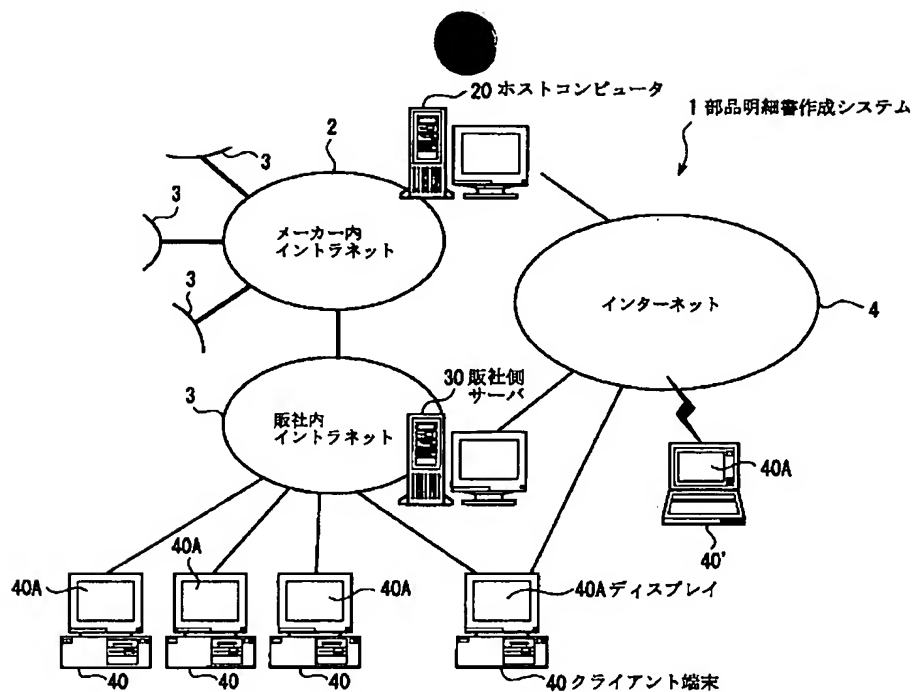 20 ホストコンピュータ
1 部品明細書作成システム
2
3
3
3
メーカー内
イントラネット
インターネット
4
30 販社側
サーバ
3
販社内
イントラネット
40A
40'
40A
40A
40A
40A ディスプレイ
40
40
40
40 クライアント端末